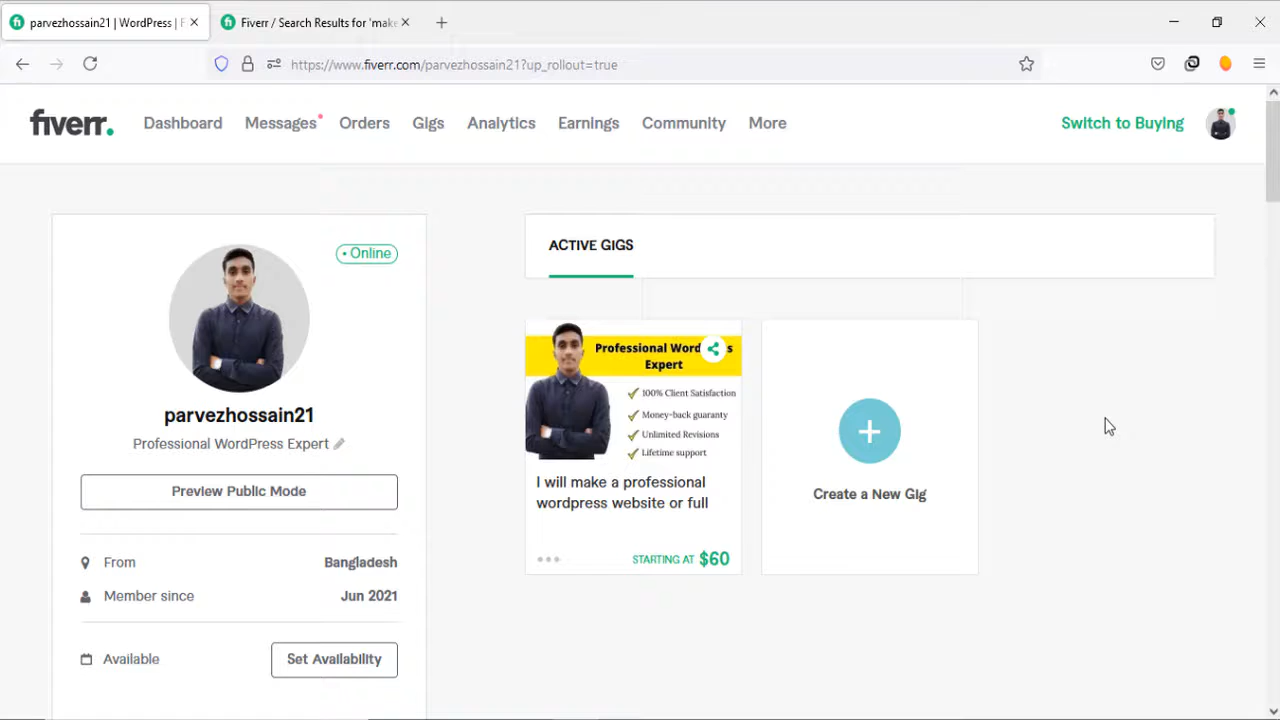 parvezhossain21 | WordPress | F
Fiverr / Search Results for 'make
https://www.fiverr.com/parvezhossain21?up_rollout=true
fiverr.
Dashboard
Messages
Orders
Gigs
Analytics
Earnings
Community
More
Switch to Buying
• Online
parvezhossain21
Professional WordPress Expert
Preview Public Mode
From
Bangladesh
Member since
Jun 2021
Available
Set Availability
ACTIVE GIGS
Professional Word s
Expert
100% Client Satisfaction
Money-back guaranty
Unlimited Revisions
Lifetime support
I will make a professional
wordpress website or full
STARTING AT $60
Create a New Gig